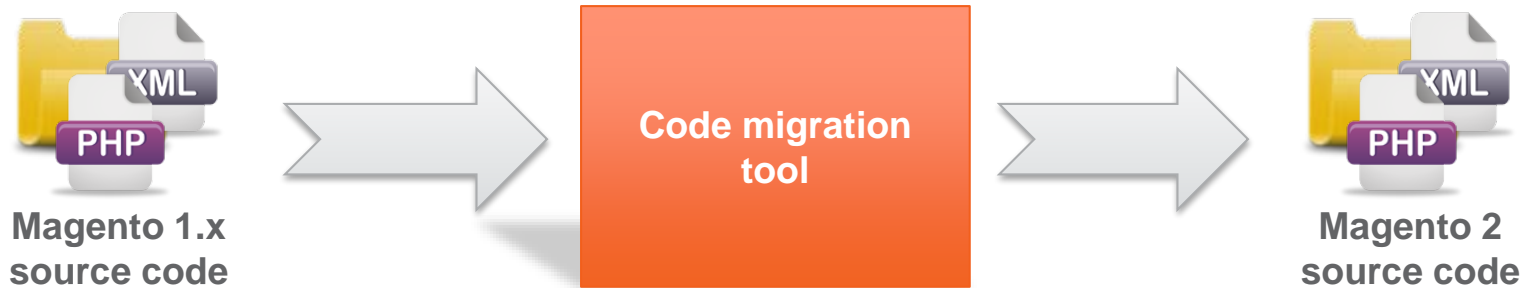 XML
PHP
Magento 1.x
source code
Code migration
tool
XML
PHP
Magento 2
source code